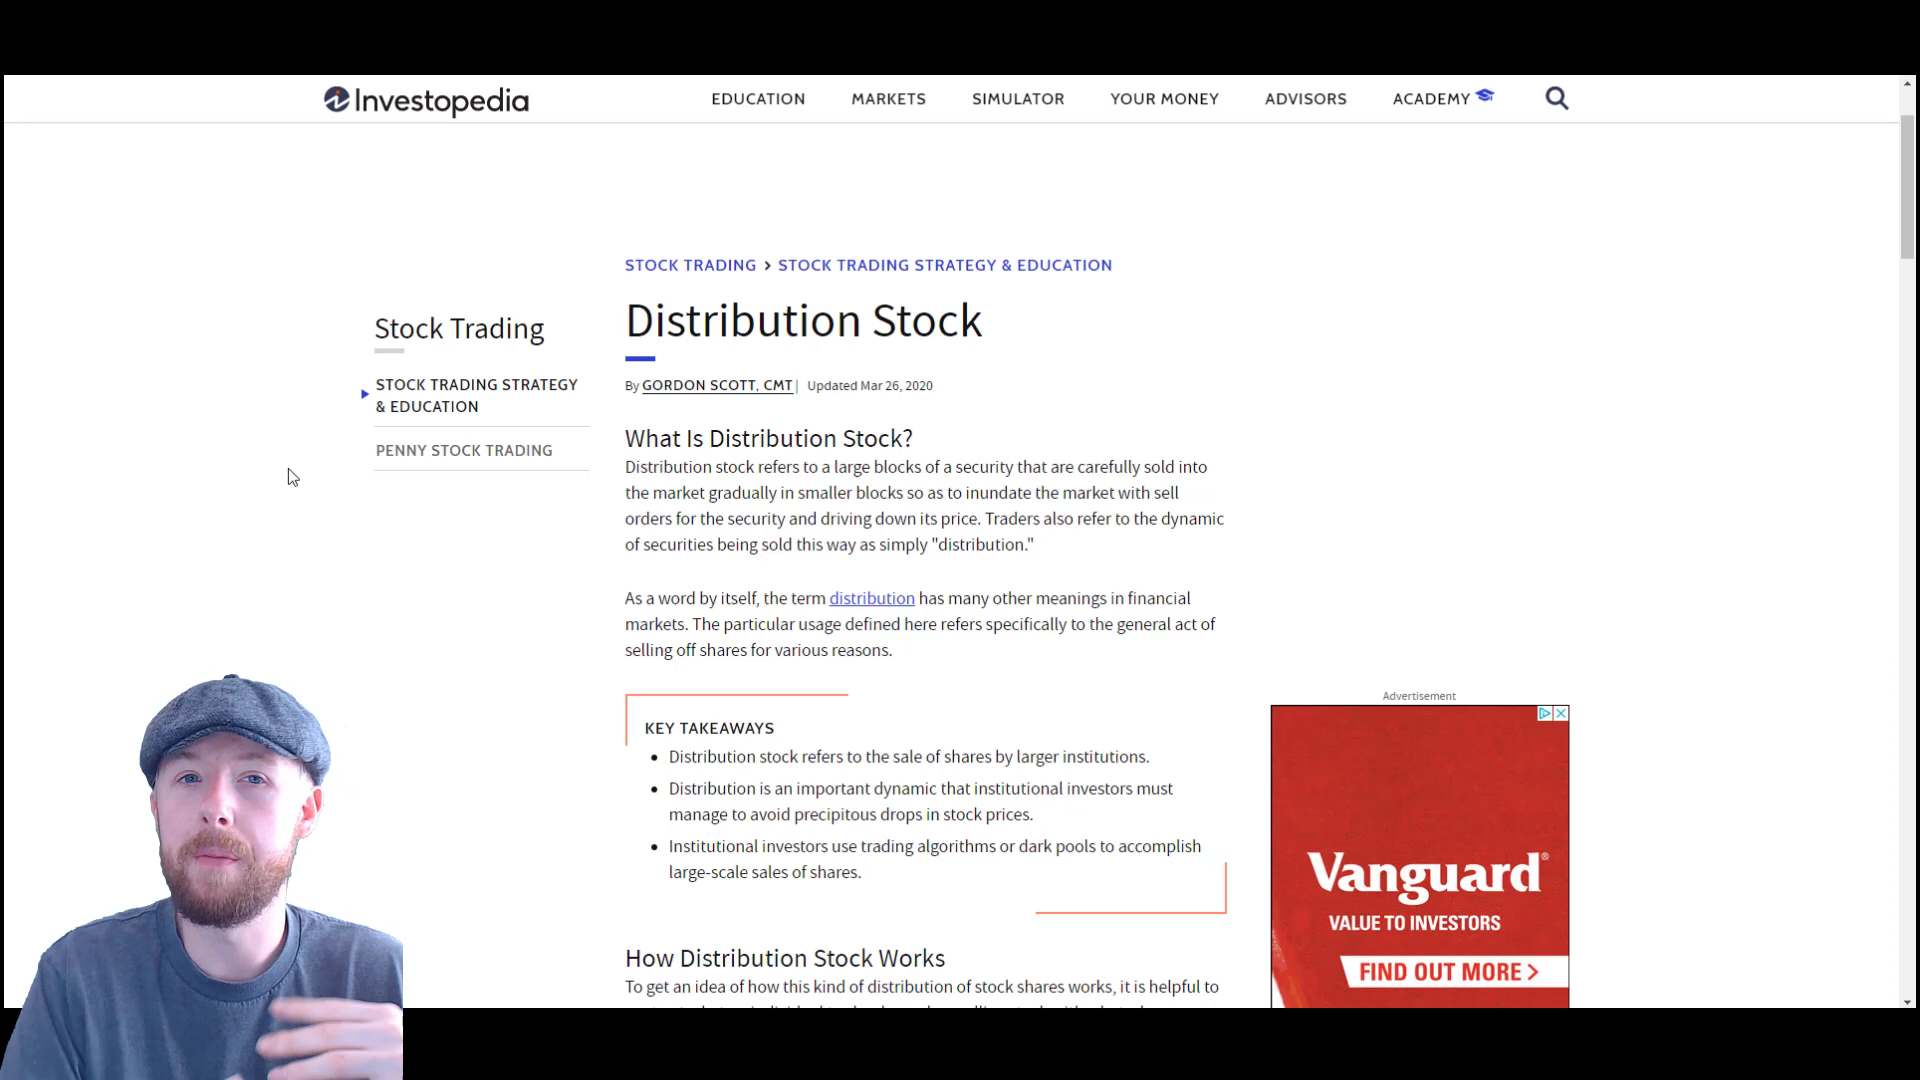 Investopedia
EDUCATION
MARKETS
SIMULATOR
YOUR MONEY
ADVISORS
ACADEMY
STOCK TRADING > STOCK TRADING STRATEGY & EDUCATION
Distribution Stock
By GORDON SCOTT, CMT | Updated Mar 26, 2020
Stock Trading
STOCK TRADING STRATEGY
& EDUCATION
PENNY STOCK TRADING
What Is Distribution Stock?
Distribution stock refers to a large blocks of a security that are carefully sold into
the market gradually in smaller blocks so as to inundate the market with sell
orders for the security and driving down its price. Traders also refer to the dynamic
of securities being sold this way as simply "distribution."
As a word by itself, the term distribution has many other meanings in financial
markets. The particular usage defined here refers specifically to the general act of
selling off shares for various reasons.
KEY TAKEAWAYS
• Distribution stock refers to the sale of shares by larger institutions.
• Distribution is an important dynamic that institutional investors must
manage to avoid precipitous drops in stock prices.
• Institutional investors use trading algorithms or dark pools to accomplish
large-scale sales of shares.
How Distribution Stock Works
To get an idea of how this kind of distribution of stock shares works, it is helpful to
Advertisement
Vanguard®
VALUE TO INVESTORS
FIND OUT MORE >